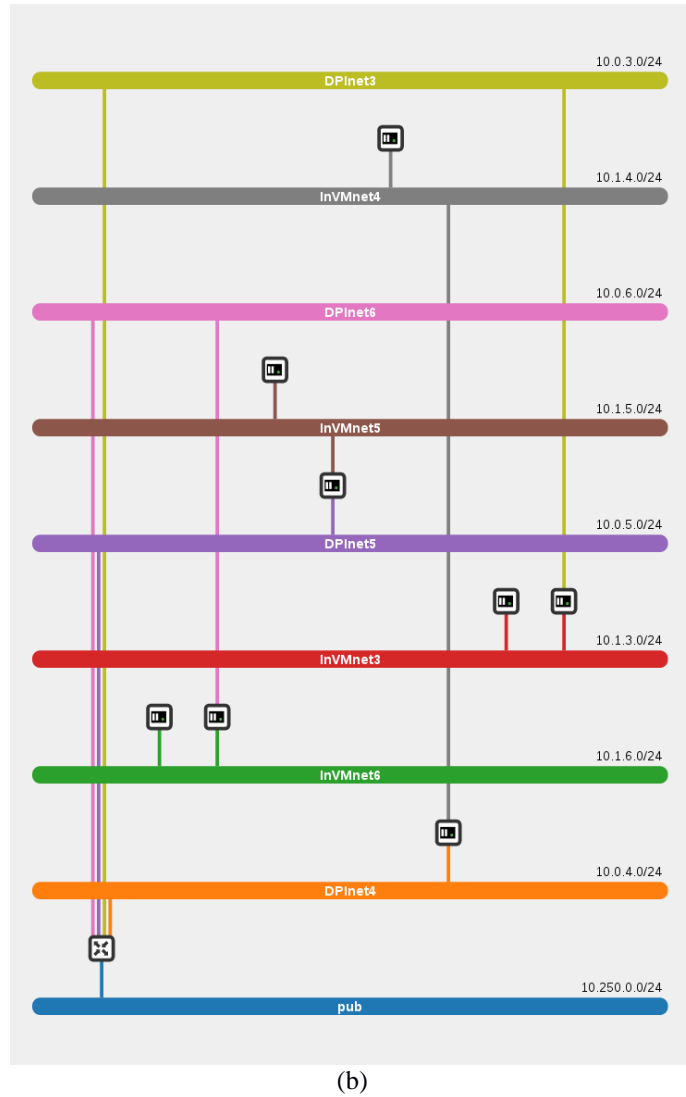 10.0.3.0/24
DPInet3
10.1.4.0/24
InVMnet4
10.0.6.0/24
DPInet6
10.1.5.0/24
InVMnet5
10.0.5.0/24
DPInet5
10.1.3.0/24
InVMnet3
10.1.6.0/24
InVMnet6
10.0.4.0/24
DPInet4
10.250.0.0/24
pub
(b)